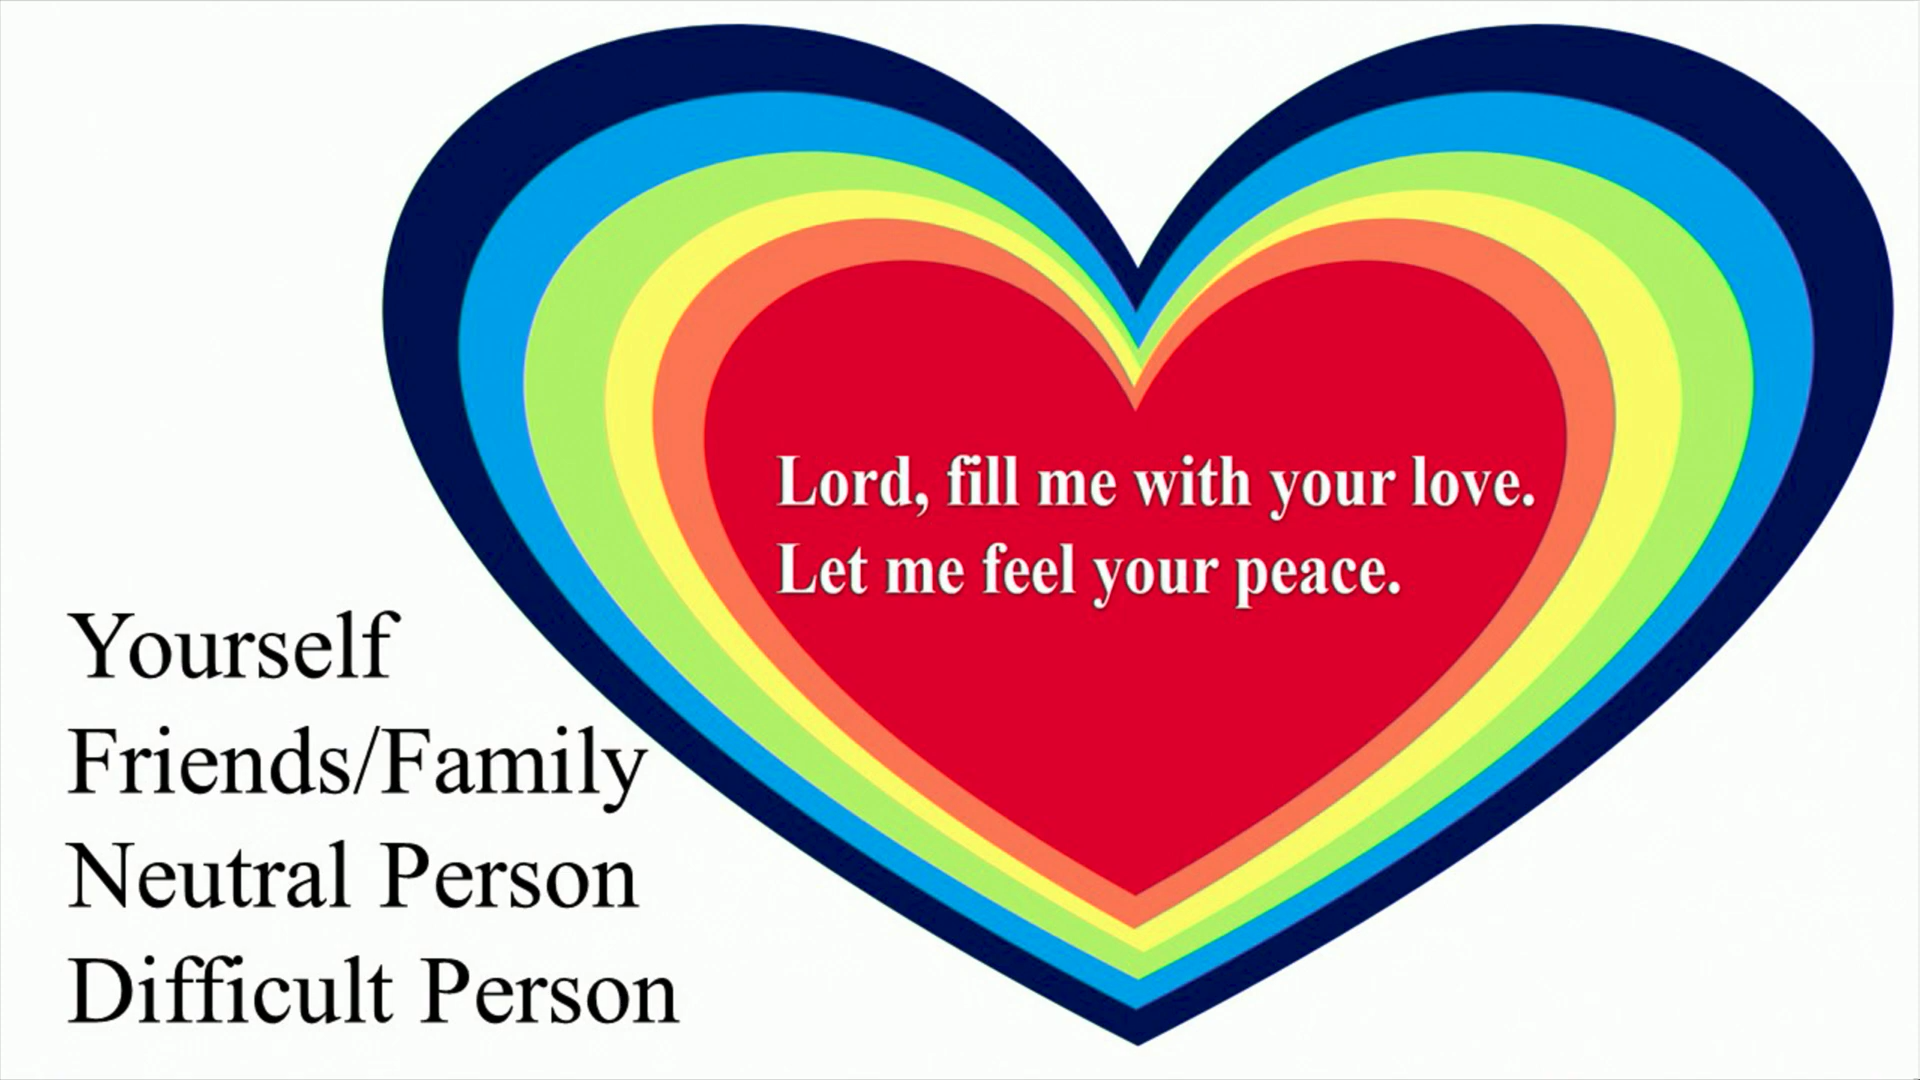 Lord, fill me with your love.
Let me feel your peace.
Yourself
Friends/Family
Neutral Person
Difficult Person